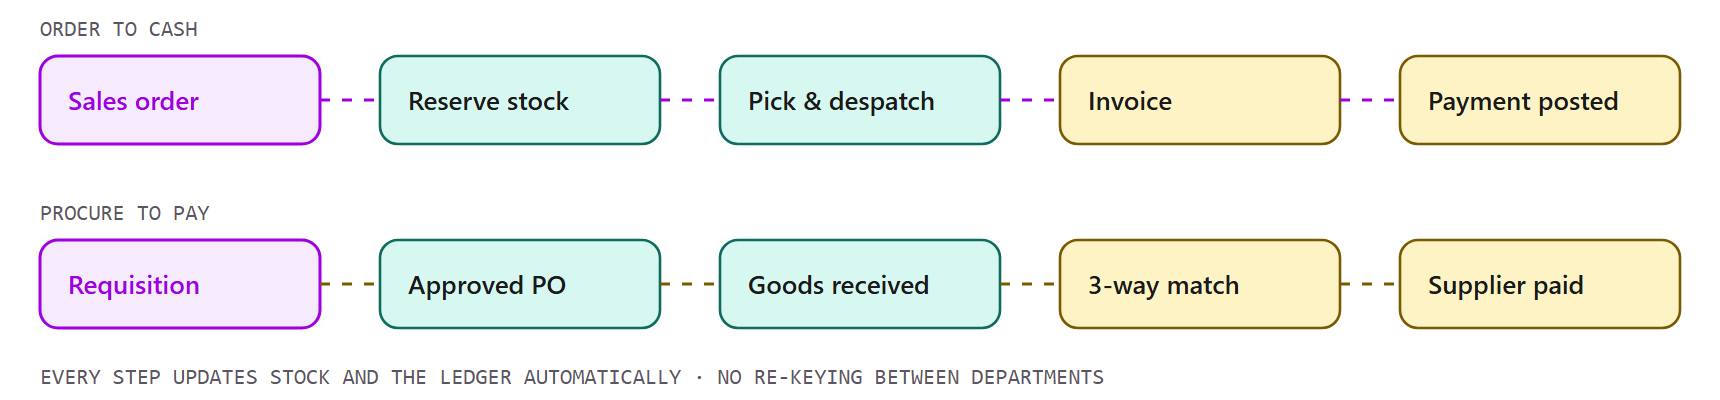 ORDER TO CASH
Sales order
Reserve stock
Pick & despatch
Invoice
Payment posted
PROCURE TO PAY
Requisition
Approved PO
Goods received
3-way match
Supplier paid
EVERY STEP UPDATES STOCK AND THE LEDGER AUTOMATICALLY · NO RE-KEYING BETWEEN DEPARTMENTS